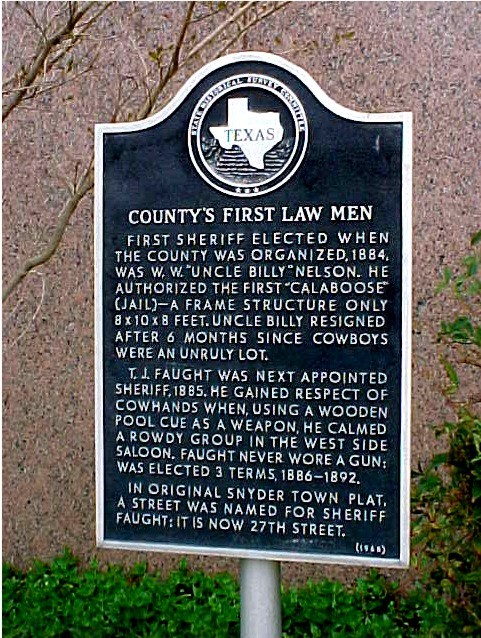 STATE HISTORICAL SURVEY COMMITTEE
TEXAS
COUNTY'S FIRST LAW MEN
FIRST SHERIFF ELECTED WHEN
THE COUNTY WAS ORGANIZED, 1884,
WAS W. W. "UNCLE BILLY" NELSON. HE
AUTHORIZED THE FIRST "CALABOOSE"
(JAIL)—A FRAME STRUCTURE ONLY
8x10x8 FEET. UNCLE BILLY RESIGNED
AFTER 6 MONTHS SINCE COWBOYS
WERE AN UNRULY LOT.
T. J. FAUGHT WAS NEXT APPOINTED
SHERIFF, 1885. HE GAINED RESPECT OF
COWHANDS WHEN, USING A WOODEN
POOL CUE AS A WEAPON, HE CALMED
A ROWDY GROUP IN THE WEST SIDE
SALOON. FAUGHT NEVER WORE A GUN;
WAS ELECTED 3 TERMS, 1886–1892.
IN ORIGINAL SNYDER TOWN PLAT,
A STREET WAS NAMED FOR SHERIFF
FAUGHT; IT IS NOW 27TH STREET.
(1968)